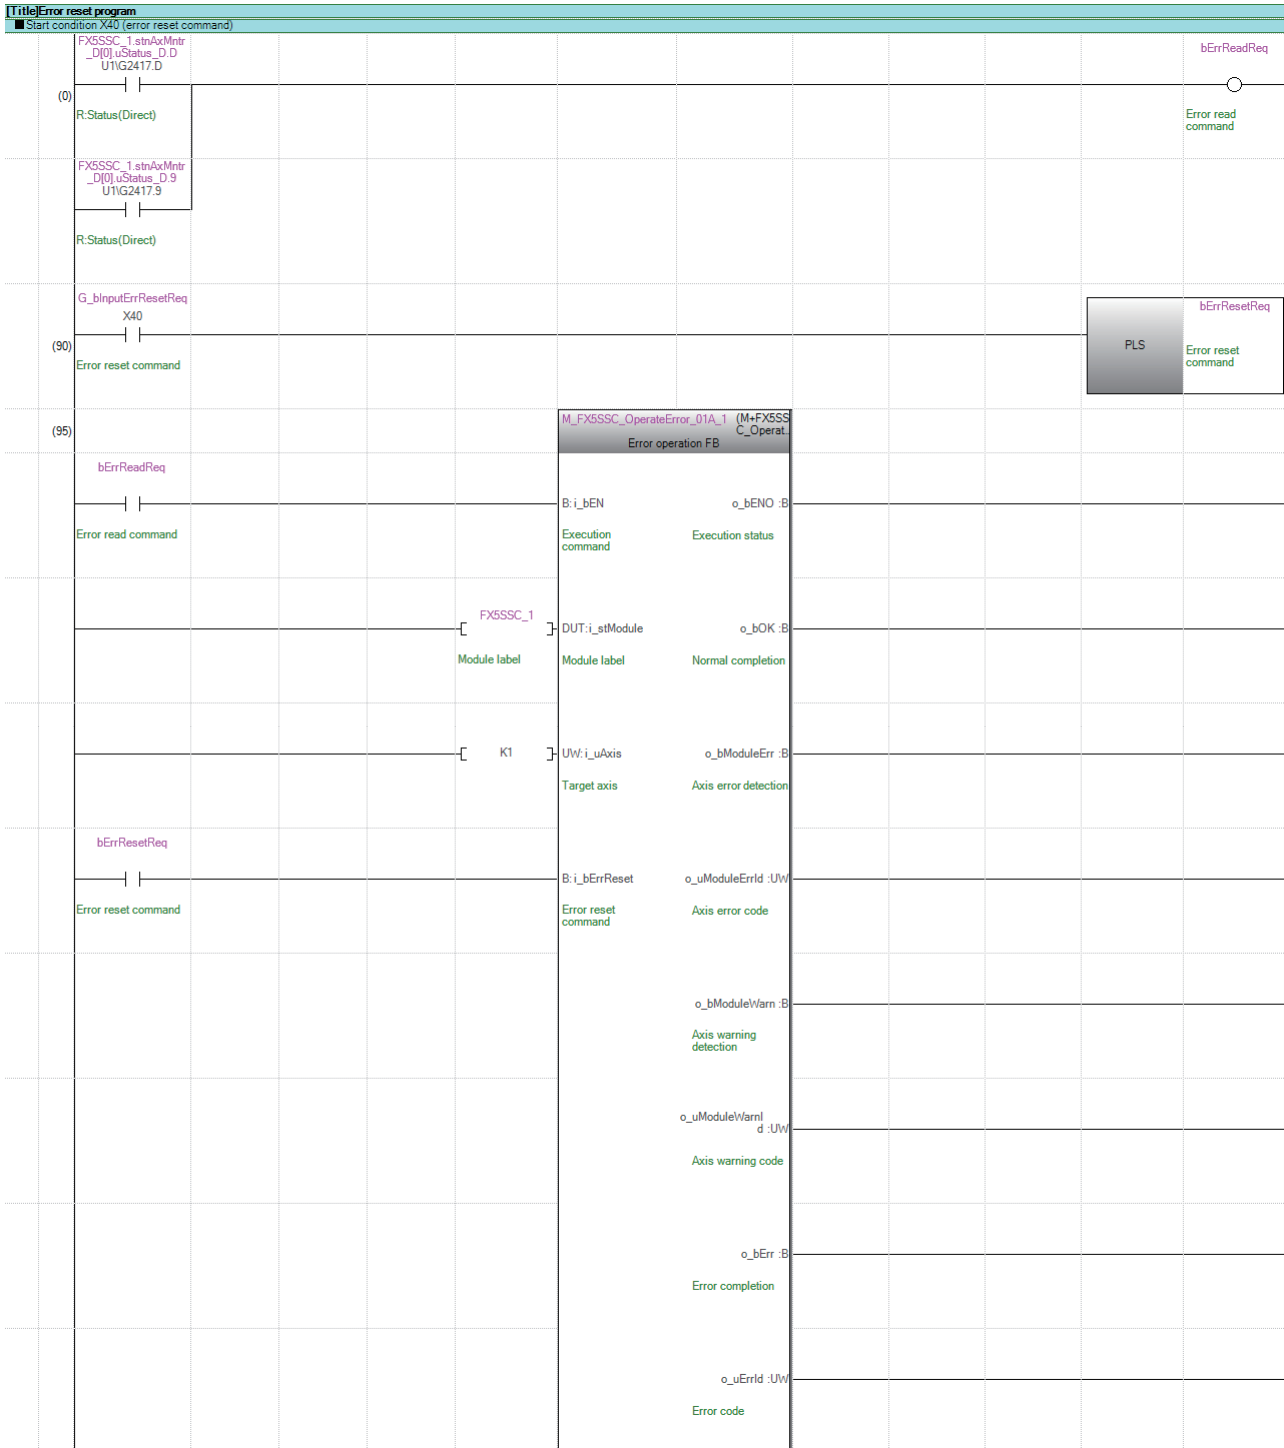 [Title]Error reset program
■Start condition X40 (error reset command)
FX5SSC_1.stnAxMntr
_D[0].uStatus_D.D
U1\G2417.D
bErrReadReq
(0)
R:Status(Direct)
Error read
command
FX5SSC_1.stnAxMntr
_D[0].uStatus_D.9
U1\G2417.9
R:Status(Direct)
G_bInputErrResetReq
X40
bErrResetReq
(90)
PLS
Error reset command
Error reset
command
(95)
M_FX5SSC_OperateError_01A_1 (M+FX5SS
C_Operat..
Error operation FB
bErrReadReq
B:i_bEN
o_bENO :B
Error read command
Execution
command
Execution status
FX5SSC_1
DUT:i_stModule
o_bOK :B
Module label
Module label
Normal completion
K1
UW:i_uAxis
o_bModuleErr :B
Target axis
Axis error detection
bErrResetReq
B:i_bErrReset
o_uModuleErrId :UW
Error reset command
Error reset
command
Axis error code
o_bModuleWarn :B
Axis warning
detection
o_uModuleWarnI
d :UW
Axis warning code
o_bErr :B
Error completion
o_uErrId :UW
Error code